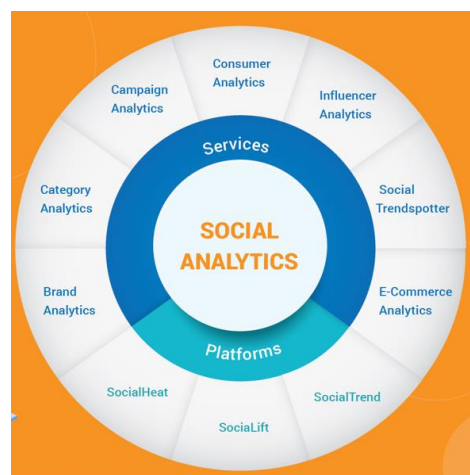 Consumer
Analytics
Campaign
Analytics
Influencer
Analytics
Services
Category
Analytics
Social
Trendspotter
SOCIAL
ANALYTICS
Brand
Analytics
E-Commerce
Analytics
Platforms
SocialHeat
SociaLift
SocialTrend